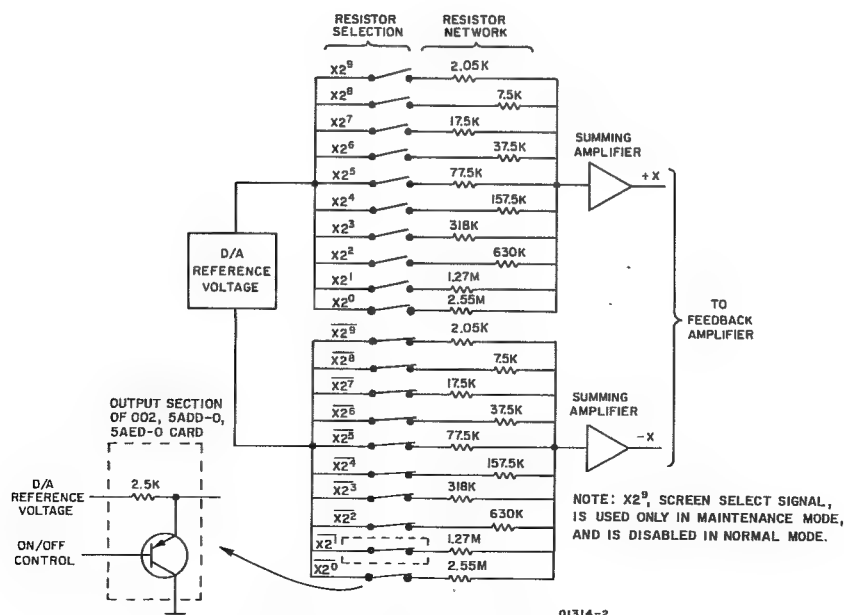 RESISTOR
SELECTION
RESISTOR
NETWORK
X2⁹
2.05K
X2⁸
7.5K
X2⁷
17.5K
X2⁶
37.5K
X2⁵
77.5K
X2⁴
157.5K
X2³
318K
X2²
630K
X2¹
1.27M
X2⁰
2.55M
SUMMING
AMPLIFIER
+X
D/A
REFERENCE
VOLTAGE
TO
FEEDBACK
AMPLIFIER
X2⁹
2.05K
X2⁸
7.5K
X2⁷
17.5K
X2⁶
37.5K
X2⁵
77.5K
X2⁴
157.5K
X2³
318K
X2²
630K
X2¹
1.27M
X2⁰
2.55M
SUMMING
AMPLIFIER
-X
OUTPUT SECTION
OF 002, 5ADD-0,
5AED-0 CARD
D/A
REFERENCE
VOLTAGE
2.5K
ON/OFF
CONTROL
NOTE: X2⁹, SCREEN SELECT SIGNAL,
IS USED ONLY IN MAINTENANCE MODE,
AND IS DISABLED IN NORMAL MODE.
01314-2